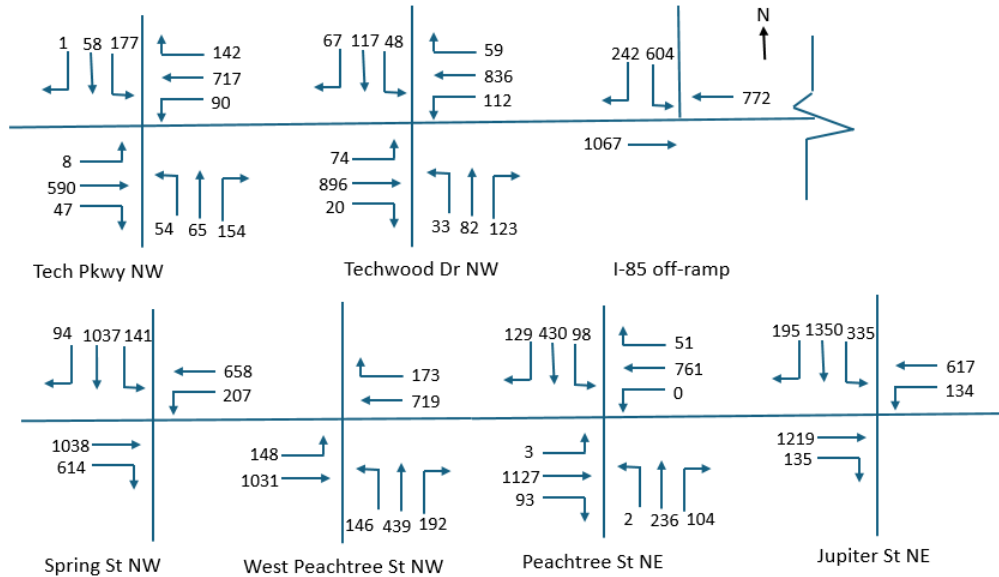 N
1 58 177
142
717
90
8
590
47
54 65 154
Tech Pkwy NW
67 117 48
59
836
112
74
896
20
33 82 123
Techwood Dr NW
242 604
772
1067
I-85 off-ramp
94 1037 141
658
207
1038
614
Spring St NW
173
719
148
1031
146 439 192
West Peachtree St NW
129 430 98
51
761
0
3
1127
93
2 236 104
Peachtree St NE
195 1350 335
617
134
1219
135
Jupiter St NE